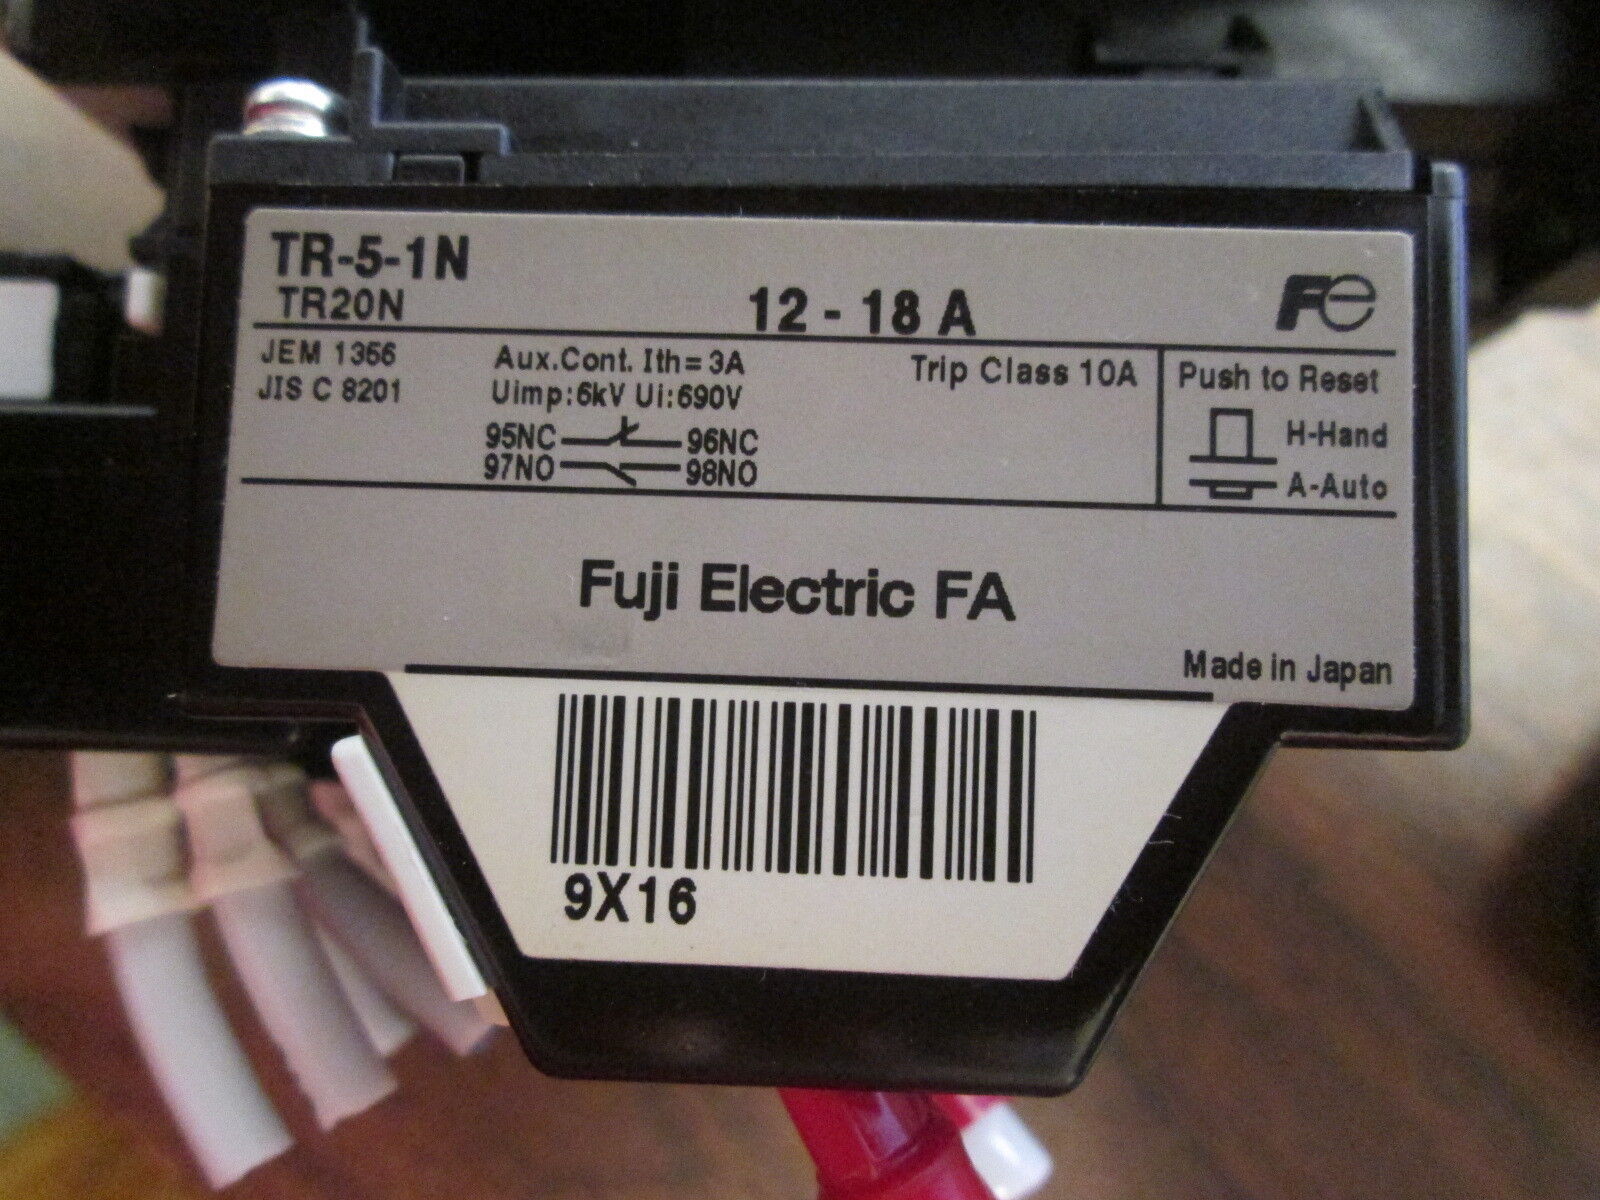 TR-5-1N
TR20N
12 - 18 A
Fe
JEM 1356
JIS C 8201
Aux.Cont. Ith = 3A
Uimp:6kV Ui:690V
95NC 96NC
97NO 98NO
Trip Class 10A
Push to Reset
H-Hand
A-Auto
Fuji Electric FA
Made in Japan
9X16